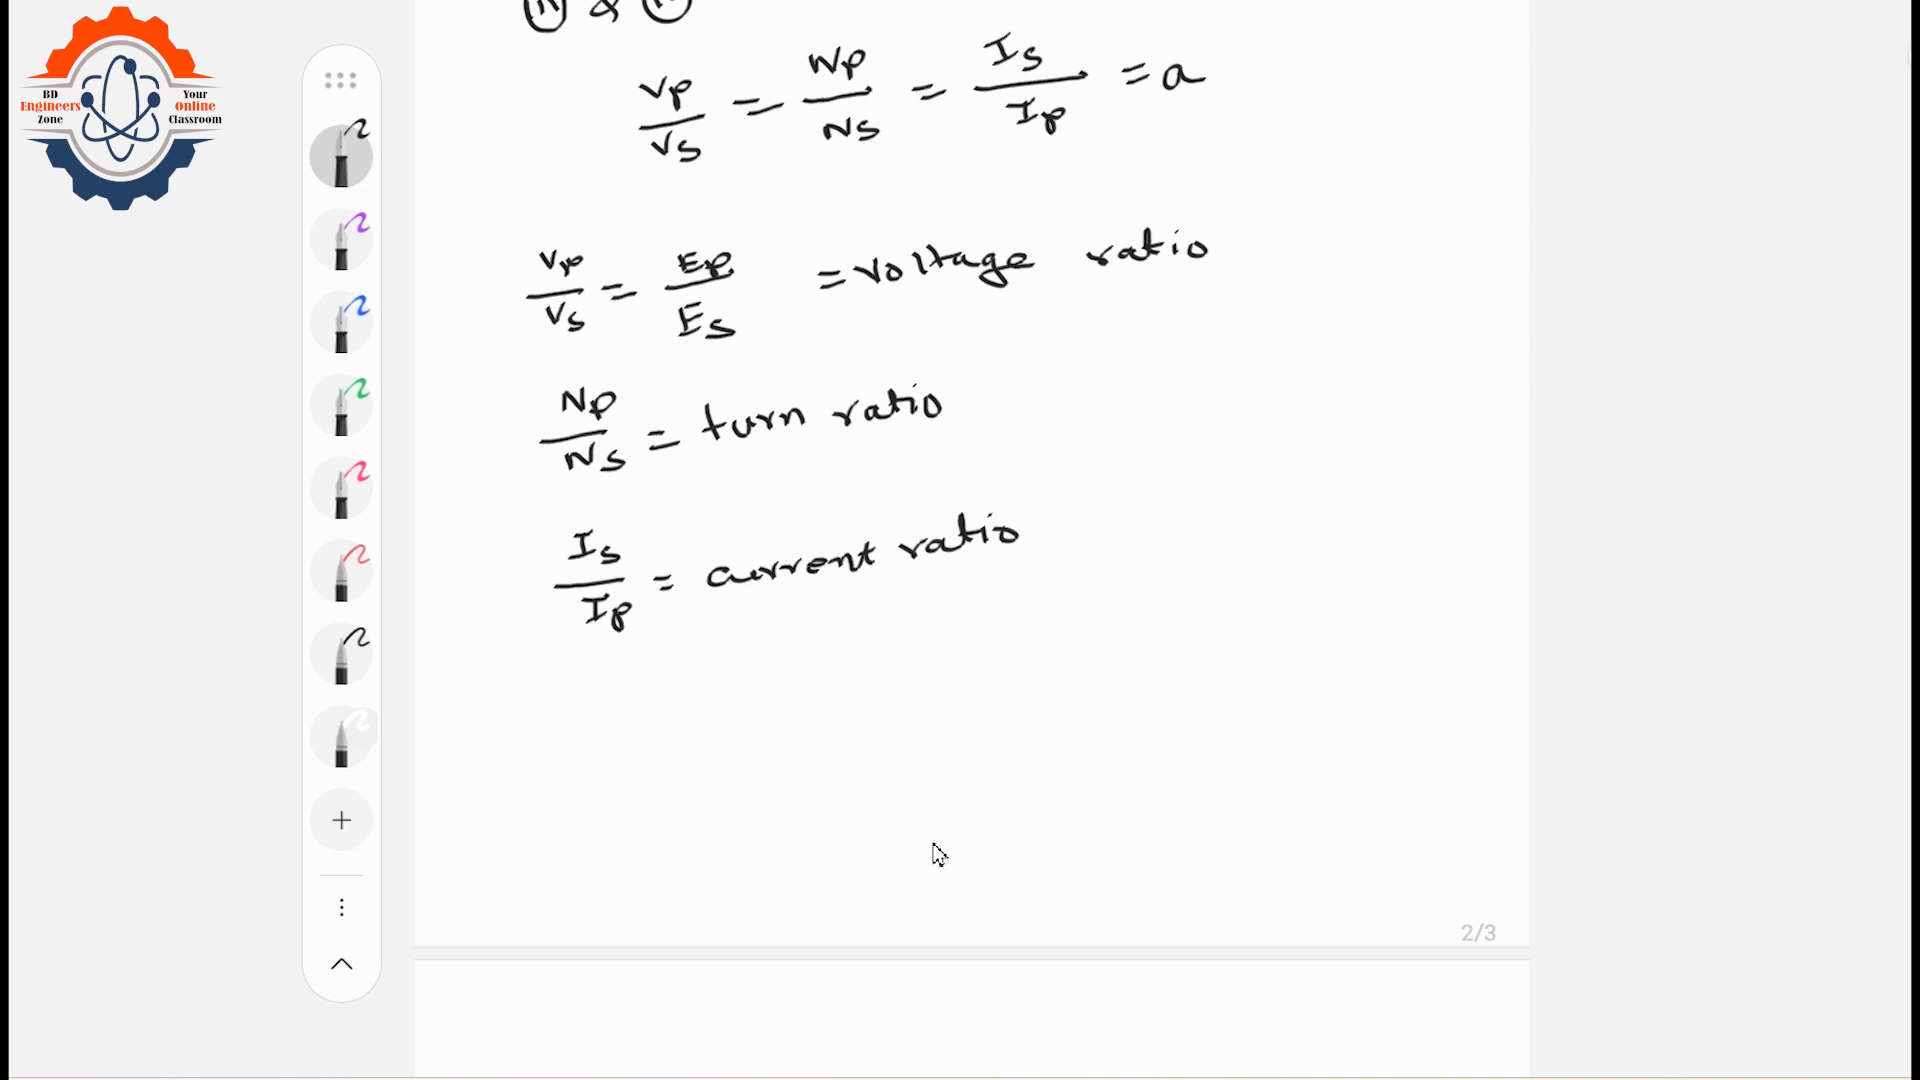 BD
Engineers
Zone
Your
Online
Classroom
&
Vp/Vs = Np/Ns = Is/Ip = a
Vp/Vs = Ep/Es = voltage ratio
Np/Ns = turn ratio
Is/Ip = current ratio
2/3